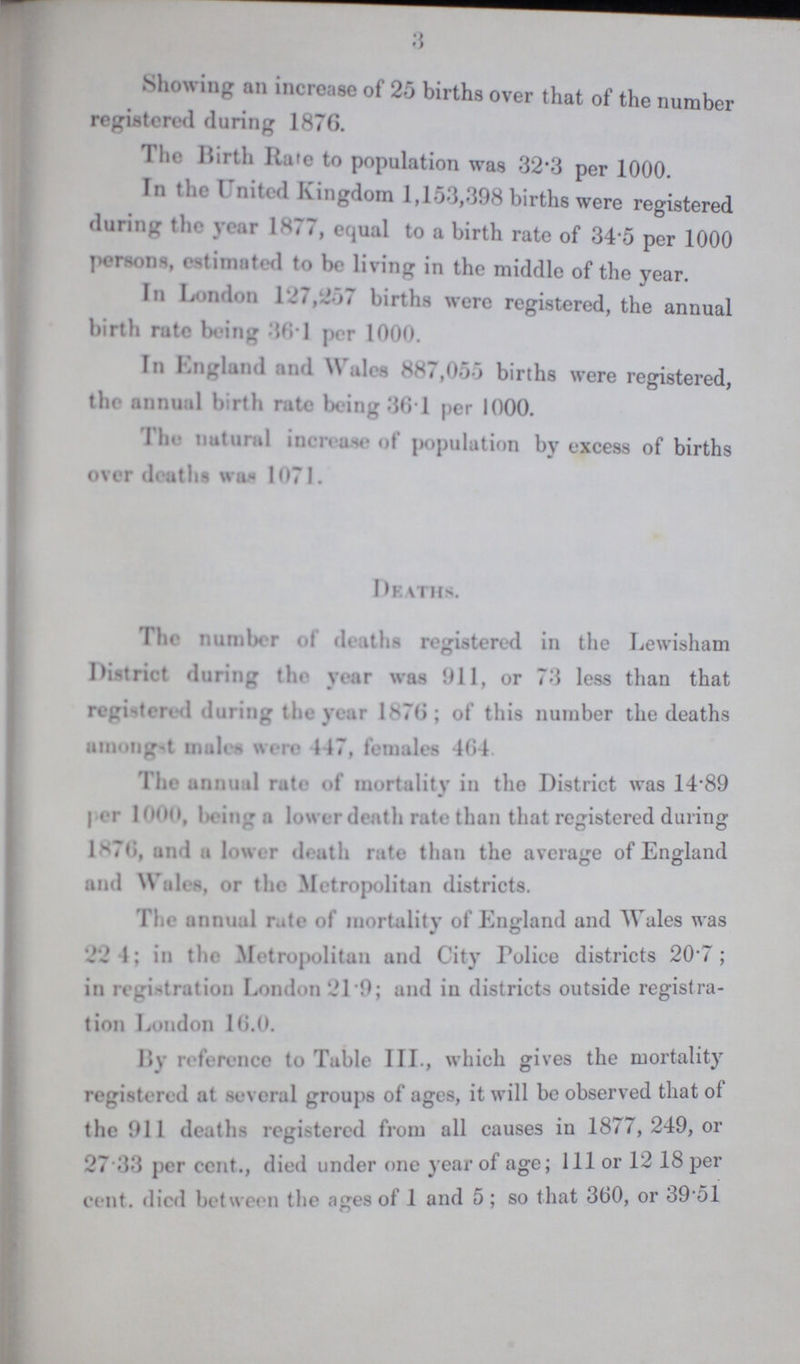 3
Showing an increase of 25 births over that of the number
registered during 1876.
The Birth Rate to population was 32·3 per 1000.
In the United Kingdom 1,153,398 births were registered
during the year 1877, equal to a birth rate of 34·5 per 1000
persons, estimated to be living in the middle of the year.
In London 127,257 births were registered, the annual
birth rate being 36·1 per 1000.
In England and Wales 887,055 births were registered,
the annual birth rate being 36·1 per 1000.
The natural increase of population by excess of births
over deaths was 1071.
DEATHS.
The number of deaths registered in the Lewisham
District during the year was 911, or 73 less than that
registered during the year 1876; of this number the deaths
amongst males were 447, females 464.
The annual rate of mortality in the District was 14·89
per 1000, being a lower death rate than that registered during
1876, and a lower death rate than the average of England
and Wales, or the Metropolitan districts.
The annual rate of mortality of England and Wales was
22 4; in the Metropolitan and City Police districts 20·7;
in registration London 21·9; and in districts outside registra-
tion London 16.0.
By reference to Table III., which gives the mortality
registered at several groups of ages, it will be observed that of
the 911 deaths registered from all causes in 1877, 249, or
27·33 per cent., died under one year of age; 111 or 12 18 per
cent. died between the ages of 1 and 5; so that 360, or 39·51